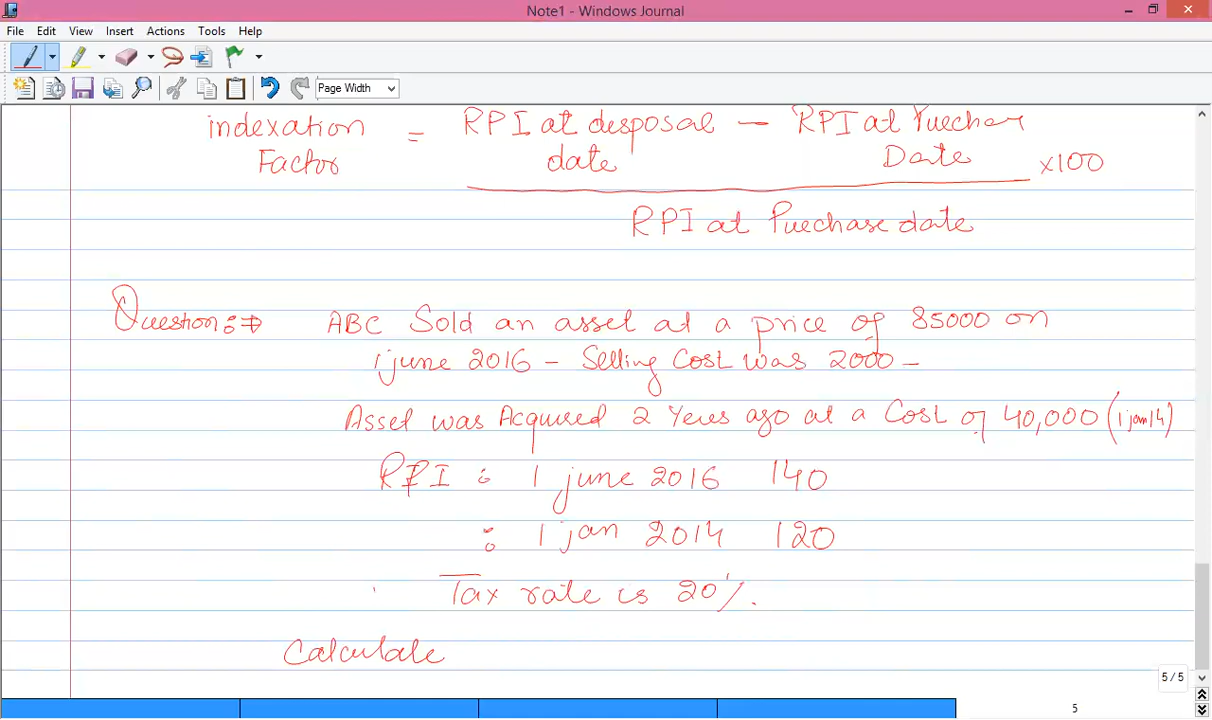 Note1 - Windows Journal
File Edit View Insert Actions Tools Help
Page Width
indexation Factor = RPI at disposal date — RPI at Puechase Date x100
RPI at Puechase date
Question:⇒ ABC Sold an asset at a price of 85000 on
1 june 2016 – Selling Cost was 2000 –
Asset was Acquired 2 Yeres ago at a Cost of 40,000 (1 jan 14)
RPI : 1 june 2016 140
: 1 jan 2014 120
Tax rate is 20%.
Calculate
5 / 5
5